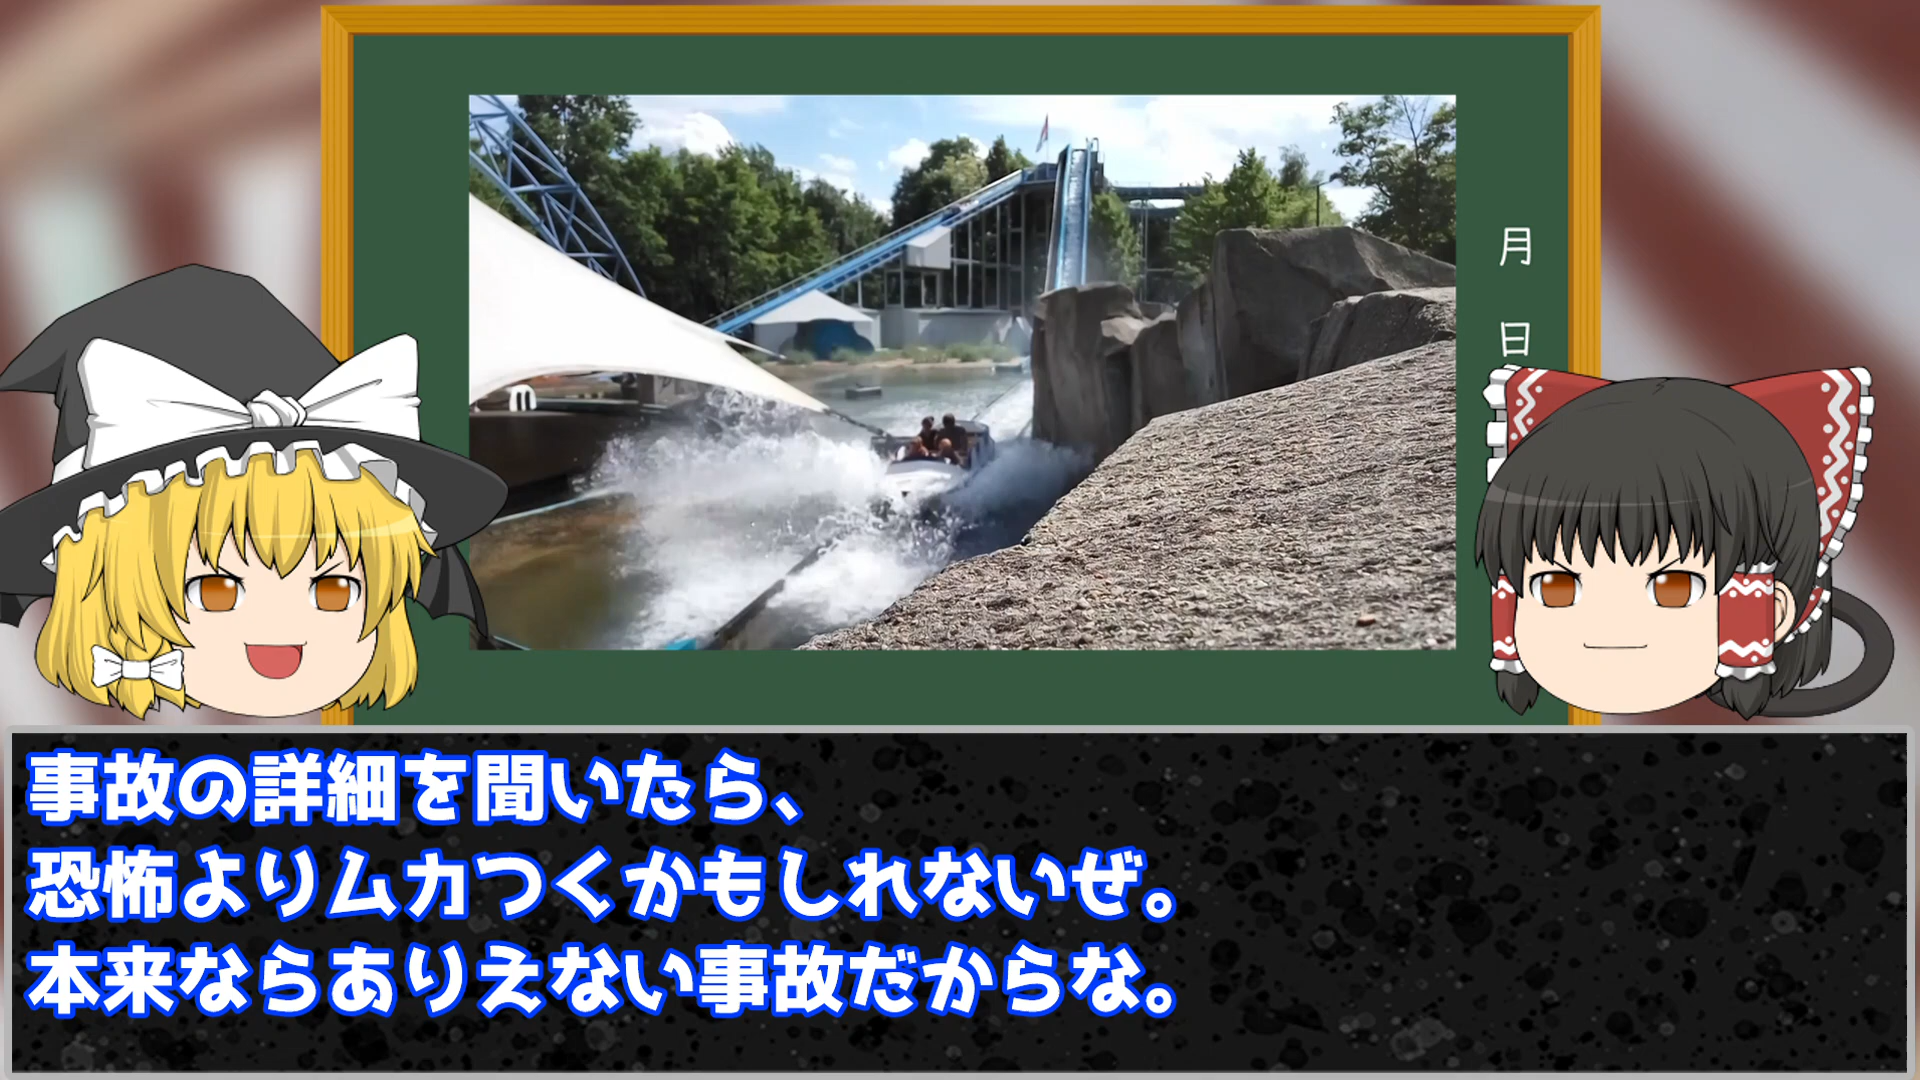 月
日
事故の詳細を聞いたら、
恐怖よりムカつくかもしれないぜ。
本来ならありえない事故だからな。